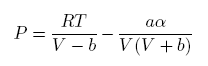 P = \frac{RT}{V - b} - \frac{a\alpha}{V(V + b)}